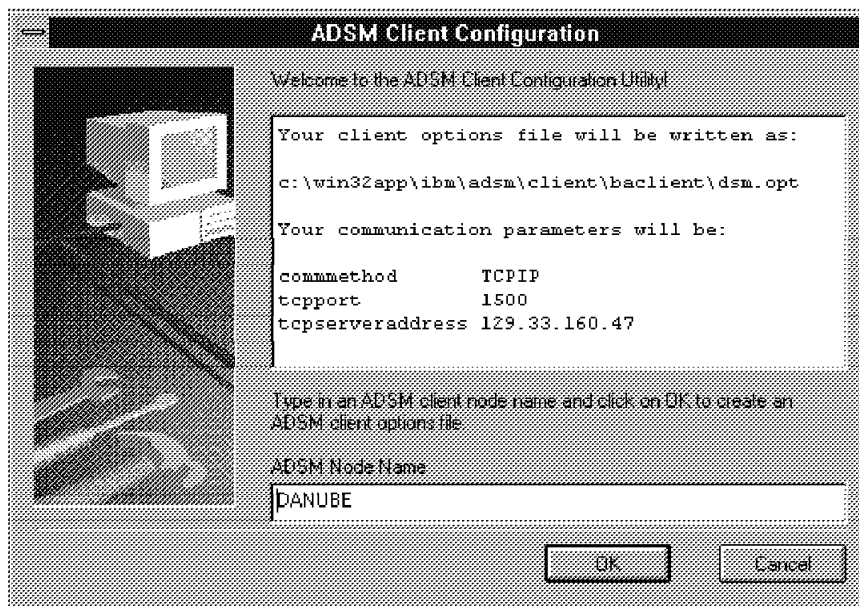 ADSM Client Configuration
Welcome to the ADSM Client Configuration Utility!
Your client options file will be written as:
c:\win32app\ibm\adsm\client\baclient\dsm.opt
Your communication parameters will be:
commmethod TCPIP
tcpport 1500
tcpserveraddress 129.33.160.47
Type in an ADSM client node name and click on OK to create an
ADSM client options file.
ADSM Node Name
DANUBE
OK Cancel